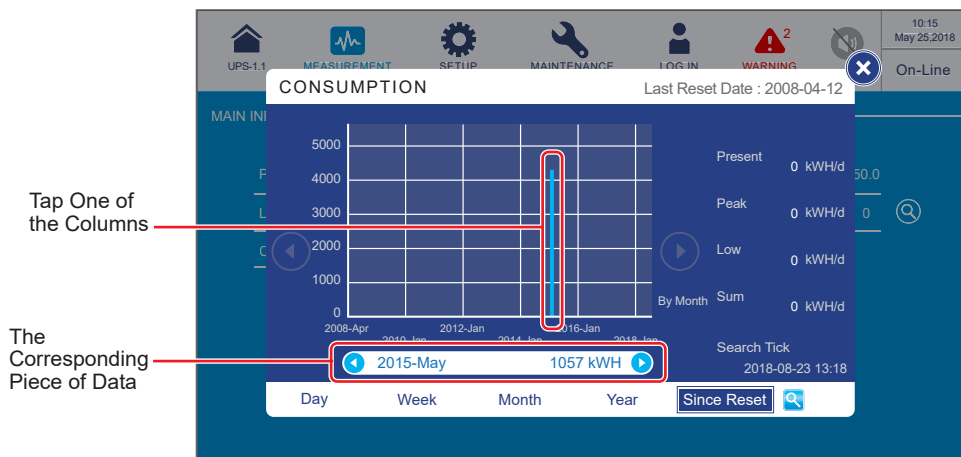 10:15
May 25,2018
UPS-1.1
MEASUREMENT
SETUP
MAINTENANCE
LOG IN
WARNING
2
On-Line
CONSUMPTION
Last Reset Date : 2008-04-12
MAIN INF
5000
4000
3000
2000
1000
0
2008-Apr
2012-Jan
2016-Jan
2010-Jan
2014-Jan
2018-Jan
By Month
Present
0 kWH/d
Peak
0 kWH/d
Low
0 kWH/d
Sum
0 kWH/d
Search Tick
2018-08-23 13:18
50.0
0
P
L
C
2015-May 1057 kWH
Day Week Month Year Since Reset
Tap One of
the Columns
The
Corresponding
Piece of Data